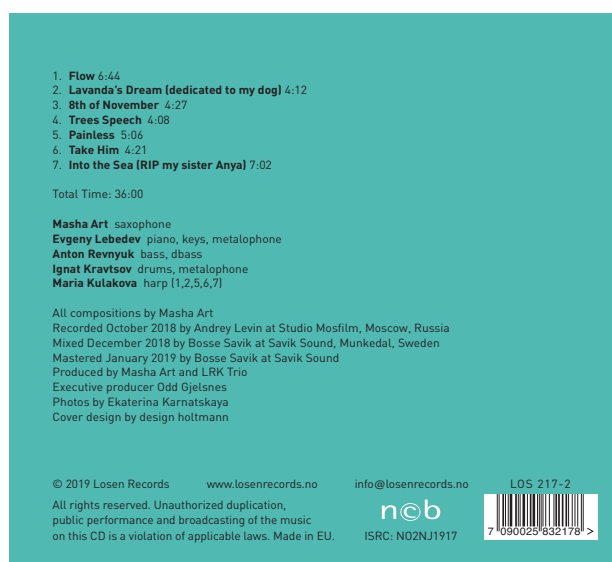 1. Flow 6:44
2. Lavanda's Dream (dedicated to my dog) 4:12
3. 8th of November 4:27
4. Trees Speech 4:08
5. Painless 5:06
6. Take Him 4:21
7. Into the Sea (RIP my sister Anya) 7:02
Total Time: 36:00
Masha Art saxophone
Evgeny Lebedev piano, keys, metalophone
Anton Revnyuk bass, dbass
Ignat Kravtsov drums, metalophone
Maria Kulakova harp (1,2,5,6,7)
All compositions by Masha Art
Recorded October 2018 by Andrey Levin at Studio Mosfilm, Moscow, Russia
Mixed December 2018 by Bosse Savik at Savik Sound, Munkedal, Sweden
Mastered January 2019 by Bosse Savik at Savik Sound
Produced by Masha Art and LRK Trio
Executive producer Odd Gjelsnes
Photos by Ekaterina Karnatskaya
Cover design by design holtmann
© 2019 Losen Records www.losenrecords.no info@losenrecords.no LOS 217-2
All rights reserved. Unauthorized duplication,
public performance and broadcasting of the music
on this CD is a violation of applicable laws. Made in EU.
n©b
ISRC: NO2NJ1917
7 090025 832178 >